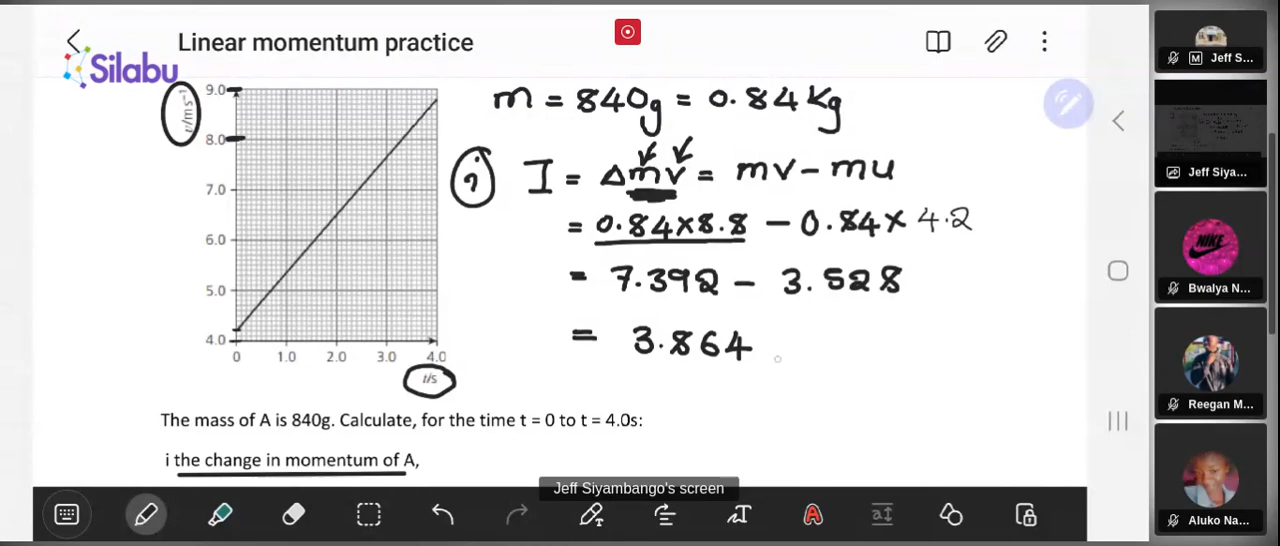 Linear momentum practice
Silabu
v/ms⁻¹
9.0
8.0
7.0
6.0
5.0
4.0
0 1.0 2.0 3.0 4.0
t/s
m = 840g = 0.84Kg
i I = Δmv = mv - mu
= 0.84×8.8 - 0.84× 4.2
= 7.392 - 3.528
= 3.864
The mass of A is 840g. Calculate, for the time t = 0 to t = 4.0s:
i the change in momentum of A,
Jeff Siyambango's screen
M Jeff S...
Jeff Siya...
NIKE
Bwalya N...
Reegan M...
Aluko Na...